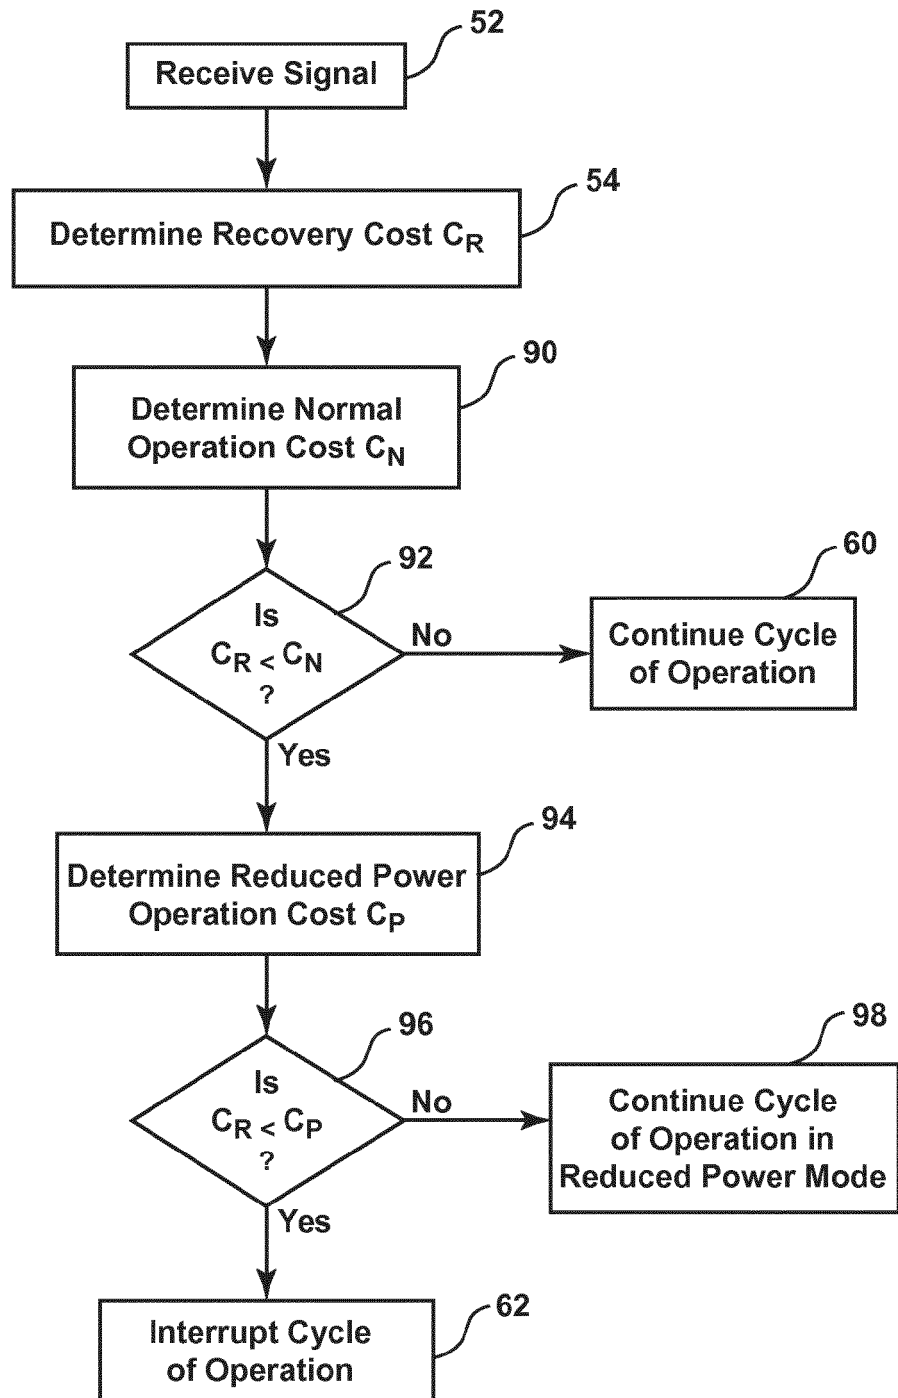 52
Receive Signal
54
Determine Recovery Cost CR
90
Determine Normal
Operation Cost CN
92
Is
CR < CN
?
No
60
Continue Cycle
of Operation
Yes
94
Determine Reduced Power
Operation Cost CP
96
Is
CR < CP
?
No
98
Continue Cycle
of Operation in
Reduced Power Mode
Yes
62
Interrupt Cycle
of Operation